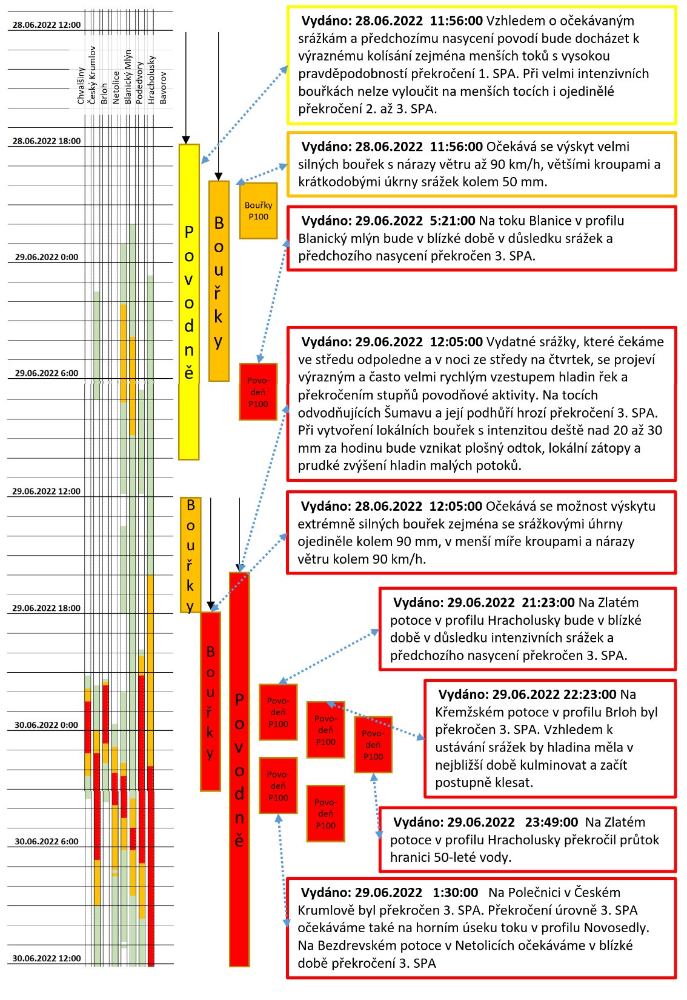 28.06.2022 12:00
Chvalšiny
Český Krumlov
Brloh
Netolice
Blanický Mlýn
Podedvory
Hracholusky
Bavorov
28.06.2022 18:00
29.06.2022 0:00
29.06.2022 6:00
29.06.2022 12:00
29.06.2022 18:00
30.06.2022 0:00
30.06.2022 6:00
30.06.2022 12:00
Povodně
Bouřky
Bouřky
P100
Povo-
deň
P100
Bouřky
Bouřky
Povodně
Povo-
deň
P100
Povo-
deň
P100
Povo-
deň
P100
Povo-
deň
P100
Povo-
deň
P100
Vydáno: 28.06.2022 11:56:00 Vzhledem o očekávaným
srážkám a předchozímu nasycení povodí bude docházet k
výraznému kolísání zejména menších toků s vysokou
pravděpodobností překročení 1. SPA. Při velmi intenzivních
bouřkách nelze vyloučit na menších tocích i ojedinělé
překročení 2. až 3. SPA.
Vydáno: 28.06.2022 11:56:00 Očekává se výskyt velmi
silných bouřek s nárazy větru až 90 km/h, většími kroupami a
krátkodobými úkrny srážek kolem 50 mm.
Vydáno: 29.06.2022 5:21:00 Na toku Blanice v profilu
Blanický mlýn bude v blízké době v důsledku srážek a
předchozího nasycení překročen 3. SPA.
Vydáno: 29.06.2022 12:05:00 Vydatné srážky, které čekáme
ve středu odpoledne a v noci ze středy na čtvrtek, se projeví
výrazným a často velmi rychlým vzestupem hladin řek a
překročením stupňů povodňové aktivity. Na tocích
odvodňujících Šumavu a její podhůří hrozí překročení 3. SPA.
Při vytvoření lokálních bouřek s intenzitou deště nad 20 až 30
mm za hodinu bude vznikat plošný odtok, lokální zátopy a
prudké zvýšení hladin malých potoků.
Vydáno: 28.06.2022 12:05:00 Očekává se možnost výskytu
extrémně silných bouřek zejména se srážkovými úhrny
ojediněle kolem 90 mm, v menší míře kroupami a nárazy
větru kolem 90 km/h.
Vydáno: 29.06.2022 21:23:00 Na Zlatém
potoce v profilu Hracholusky bude v blízké
době v důsledku intenzivních srážek a
předchozího nasycení překročen 3. SPA.
Vydáno: 29.06.2022 22:23:00 Na
Křemžském potoce v profilu Brloh byl
překročen 3. SPA. Vzhledem k
ustávání srážek by hladina měla v
nejbližší době kulminovat a začít
postupně klesat.
Vydáno: 29.06.2022 23:49:00 Na Zlatém
potoce v profilu Hracholusky překročil průtok
hranici 50-leté vody.
Vydáno: 29.06.2022 1:30:00 Na Polečnici v Českém
Krumlově byl překročen 3. SPA. Překročení úrovně 3. SPA
očekáváme také na horním úseku toku v profilu Novosedly.
Na Bezdrevském potoce v Netolicích očekáváme v blízké
době překročení 3. SPA